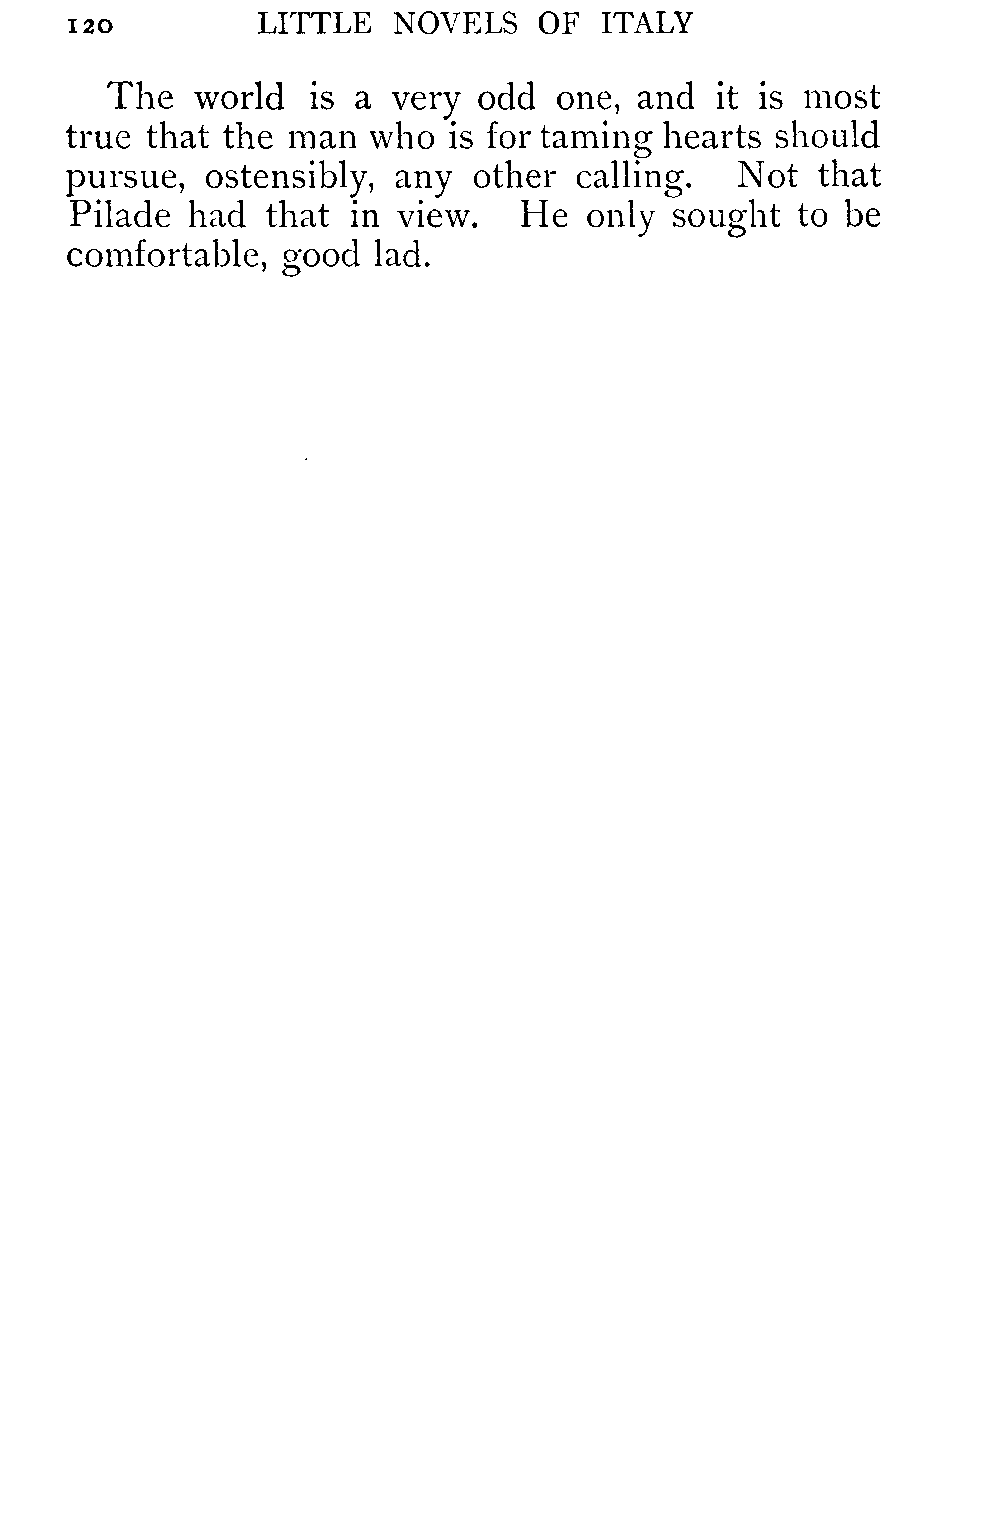 120 LITTLE NOVELS OF ITALY
The world is a very odd one, and it is most
true that the man who is for taming hearts should
pursue, ostensibly, any other calling. Not that
Pilade had that in view. He only sought to be
comfortable, good lad.